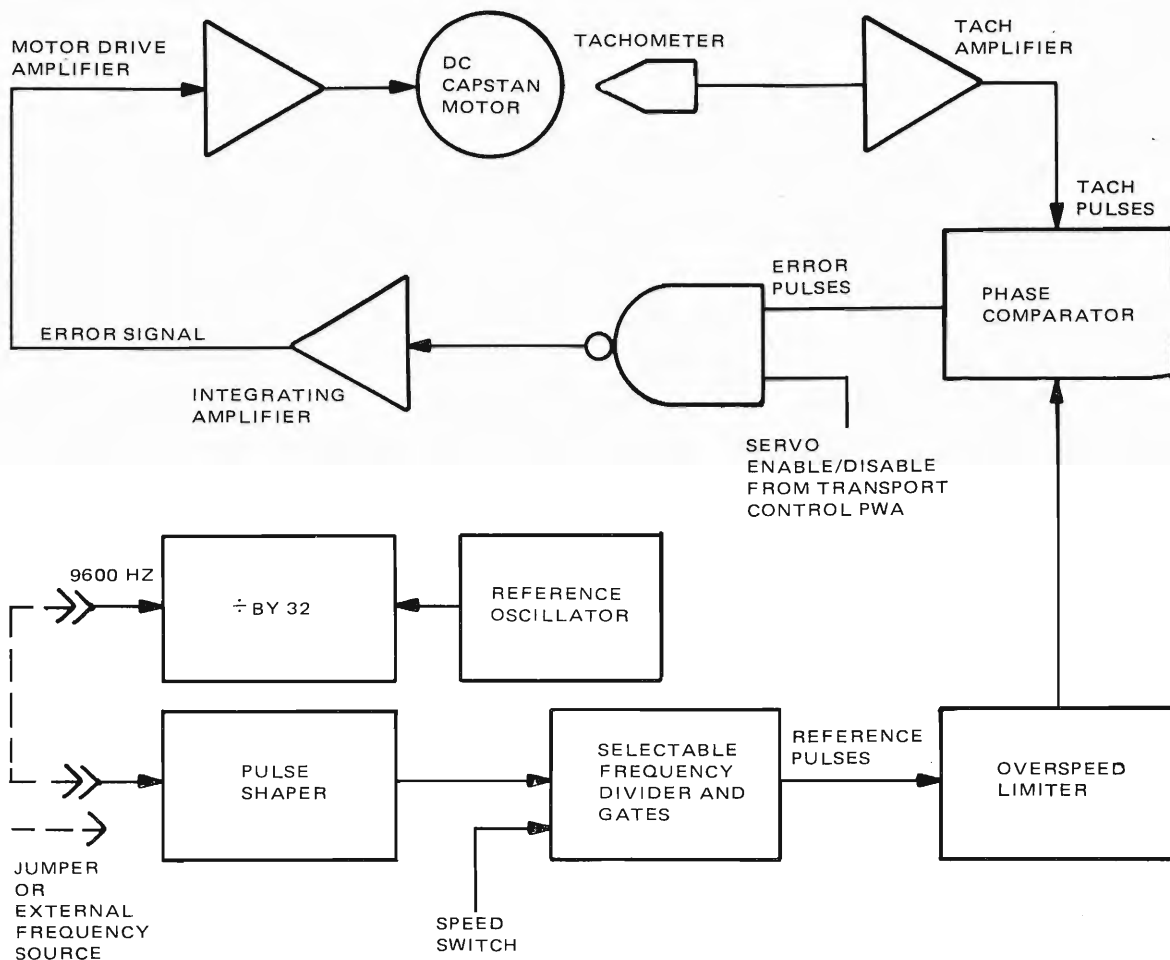 MOTOR DRIVE
AMPLIFIER
DC
CAPSTAN
MOTOR
TACHOMETER
TACH
AMPLIFIER
TACH
PULSES
ERROR
PULSES
PHASE
COMPARATOR
ERROR SIGNAL
INTEGRATING
AMPLIFIER
SERVO
ENABLE/DISABLE
FROM TRANSPORT
CONTROL PWA
9600 HZ
÷ BY 32
REFERENCE
OSCILLATOR
PULSE
SHAPER
SELECTABLE
FREQUENCY
DIVIDER AND
GATES
REFERENCE
PULSES
OVERSPEED
LIMITER
JUMPER
OR
EXTERNAL
FREQUENCY
SOURCE
SPEED
SWITCH